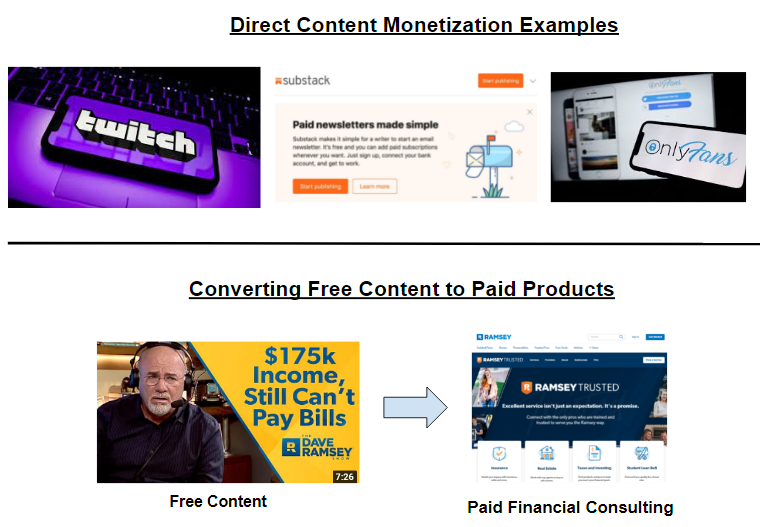 Direct Content Monetization Examples
twitch
substack
Start publishing
Paid newsletters made simple
Substack makes it simple for a writer to start an email
newsletter. It's free and you can add paid subscriptions
whenever you want. Just sign up, connect your bank
account, and get to work.
Start publishing
Learn more
OnlyFans
OnlyFans
Converting Free Content to Paid Products
$175k
Income,
Still Can't
Pay Bills
THE
DAVE
RAMSEY
SHOW
7:26
Free Content
RAMSEY
RAMSEY TRUSTED
RAMSEY TRUSTED
Excellent service isn't just an expectation. It's a promise.
connect with the only pros who are trained and
trusted to serve you the Ramsey way.
Insurance
Real Estate
Taxes and Investing
Student Loan Refi
Paid Financial Consulting